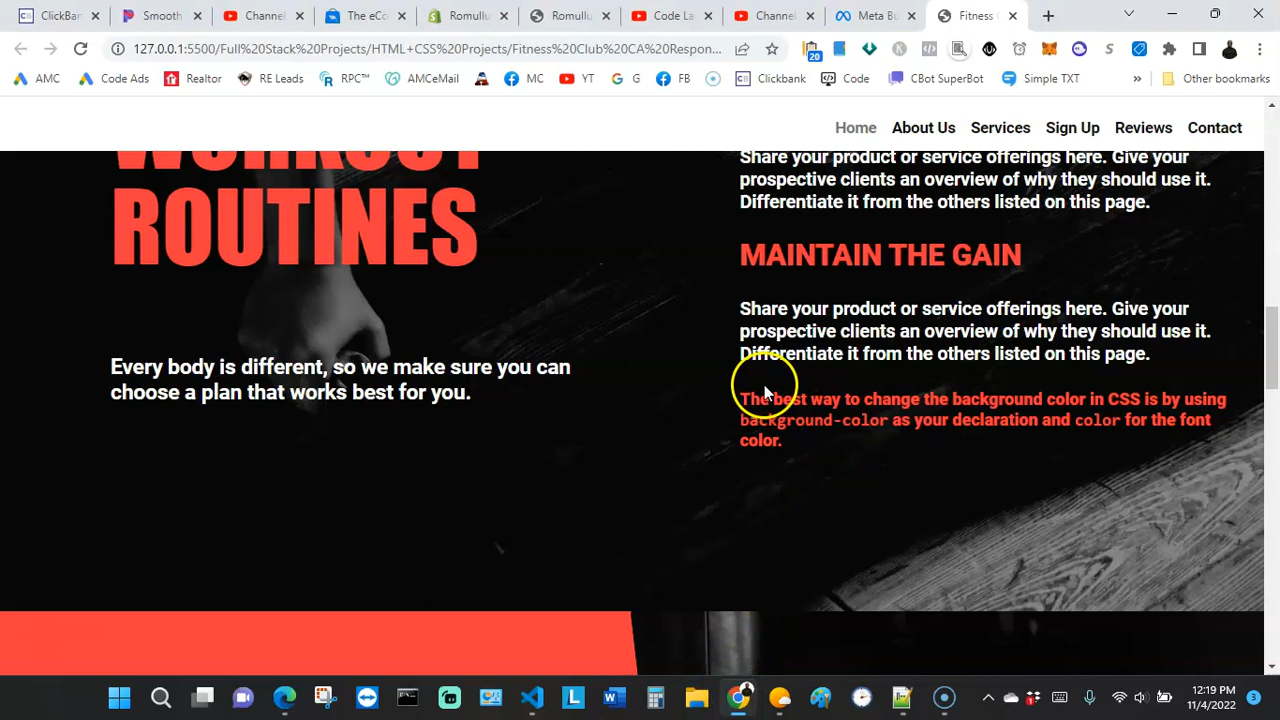 ClickBan
Smooth
Channel
The eCo
Romullu
Romullu
Code La
Channel
Meta Bu
Fitness
127.0.0.1:5500/Full%20Stack%20Projects/HTML+CSS%20Projects/Fitness%20Club%20CA%20Respon...
20
AMC
Code Ads
Realtor
RE Leads
RPC™
AMCeMail
MC
YT
G
FB
Clickbank
Code
CBot SuperBot
Simple TXT
»
Other bookmarks
Home
About Us
Services
Sign Up
Reviews
Contact
WORKOUT
ROUTINES
Every body is different, so we make sure you can
choose a plan that works best for you.
Share your product or service offerings here. Give your
prospective clients an overview of why they should use it.
Differentiate it from the others listed on this page.
MAINTAIN THE GAIN
Share your product or service offerings here. Give your
prospective clients an overview of why they should use it.
Differentiate it from the others listed on this page.
The best way to change the background color in CSS is by using
background-color as your declaration and color for the font
color.
12:19 PM
11/4/2022
3